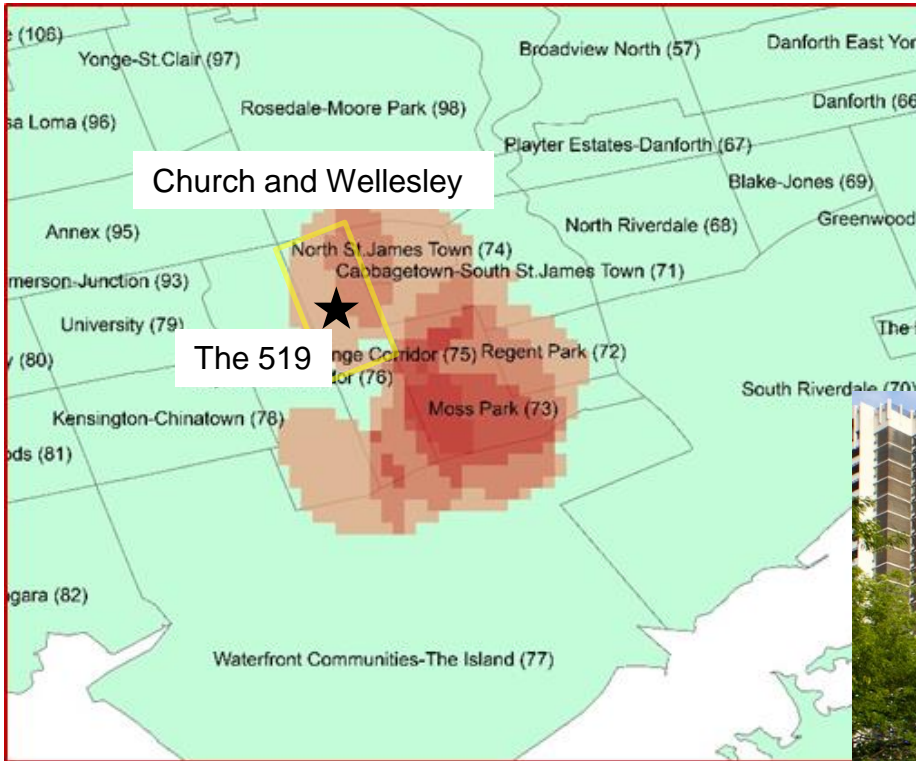 (106)
Yonge-St.Clair (97)
Broadview North (57)
Danforth East Yor
Rosedale-Moore Park (98)
Danforth (66
sa Loma (96)
Playter Estates-Danforth (67)
Church and Wellesley
Blake-Jones (69)
Annex (95)
North Riverdale (68)
Greenwood
North St.James Town (74)
Cabbagetown-South St.James Town (71)
merson-Junction (93)
University (79)
The
The 519
nge Corridor (75)
Regent Park (72)
y (80)
dor (76)
South Riverdale (70)
Moss Park (73)
Kensington-Chinatown (78)
ods (81)
agara (82)
Waterfront Communities-The Island (77)